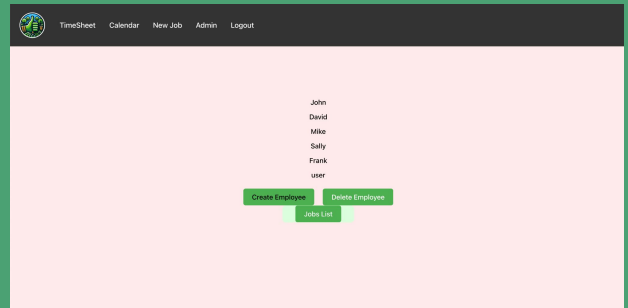 TimeSheet Calendar New Job Admin Logout
John
David
Mike
Sally
Frank
user
Create Employee Delete Employee
Jobs List